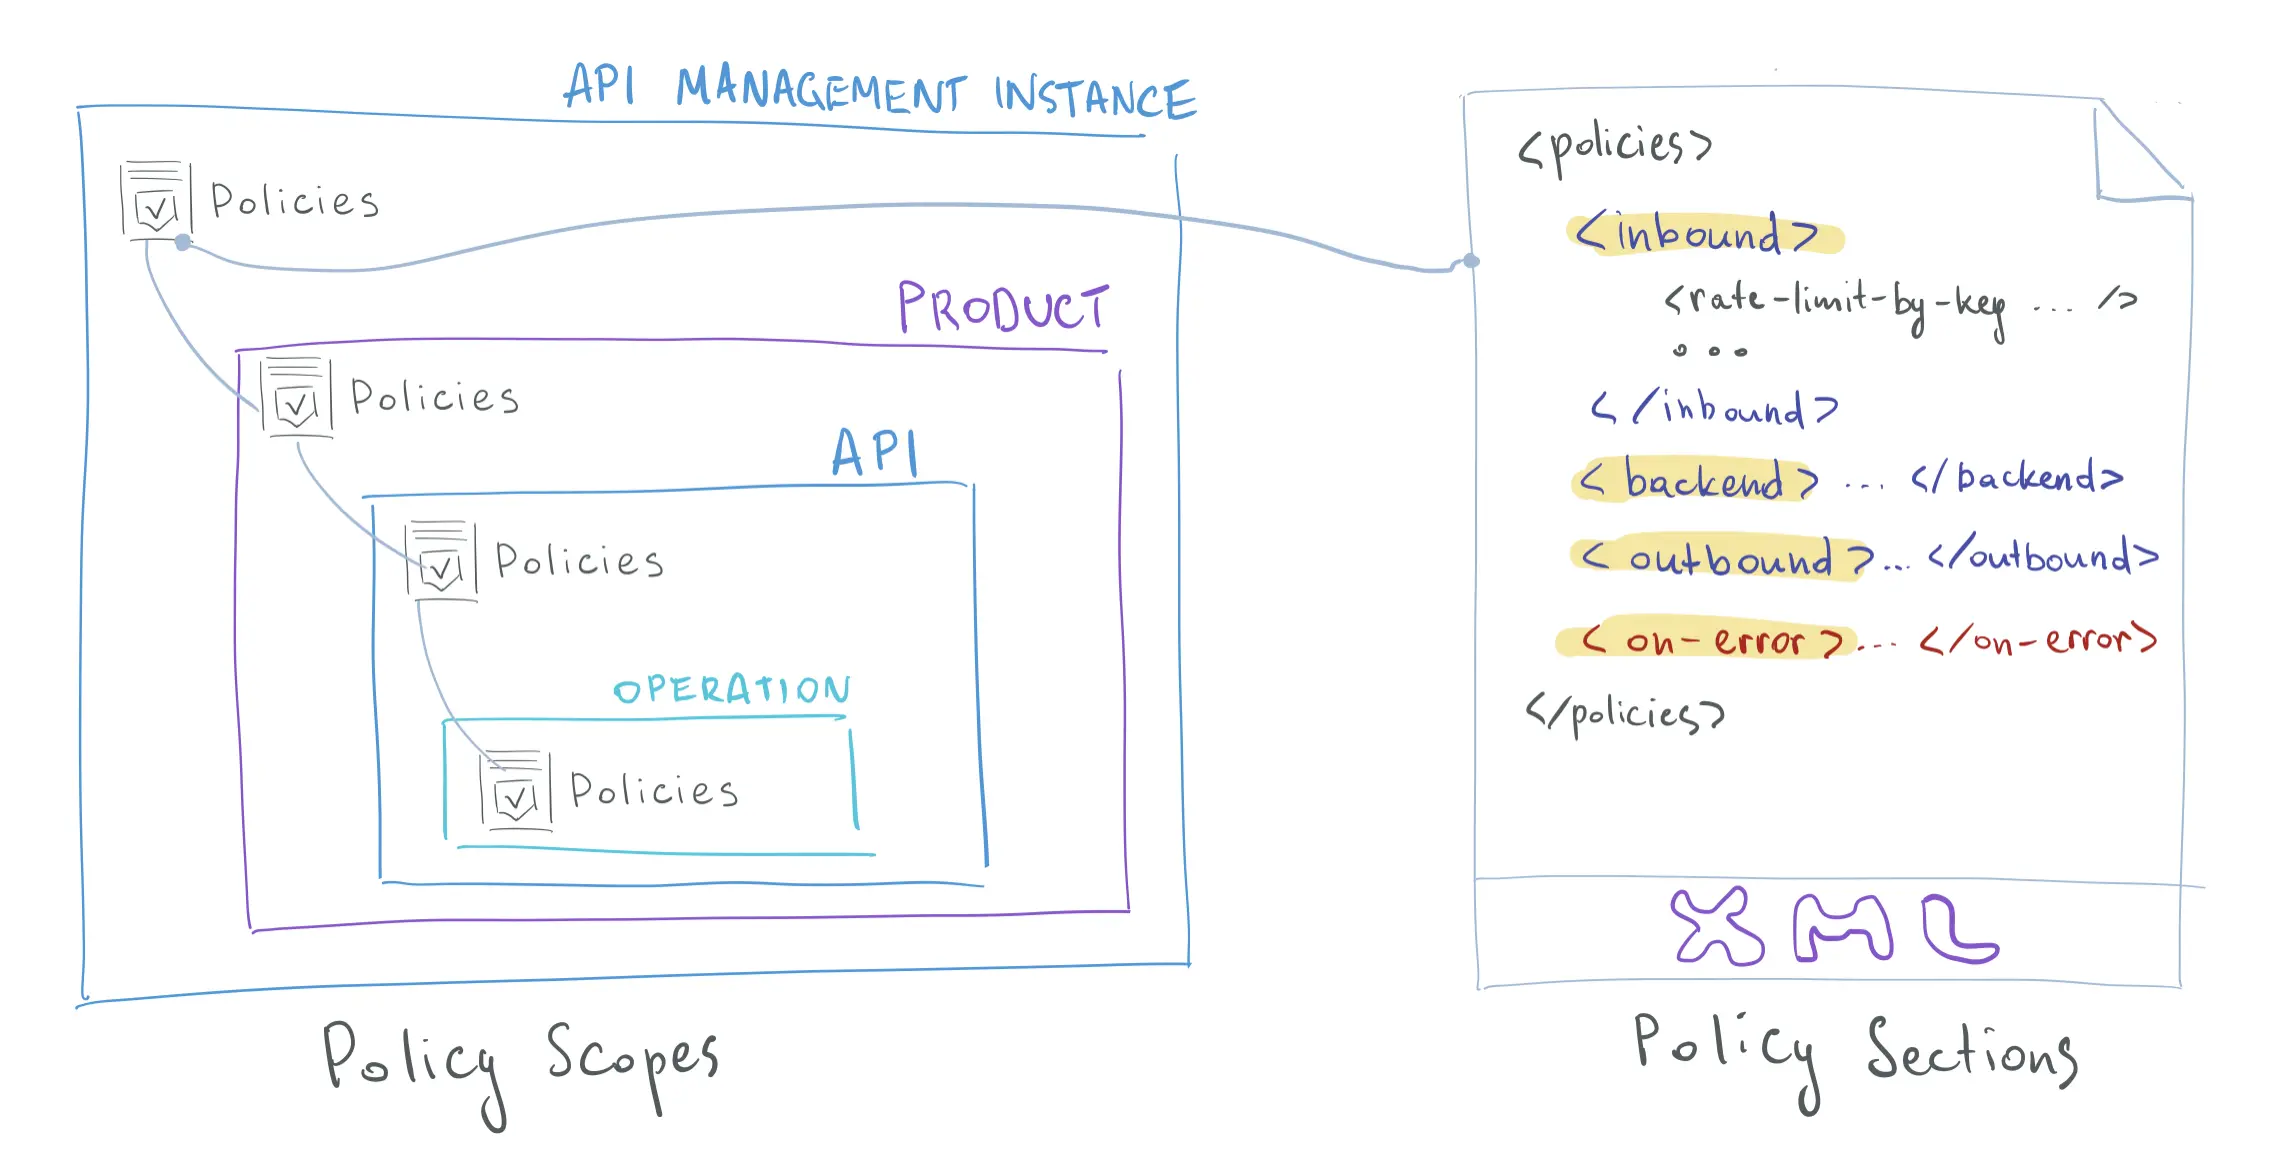 API MANAGEMENT INSTANCE
Policies
PRODUCT
Policies
API
Policies
OPERATION
Policies
Policy Scopes
<policies>
<inbound>
<rate-limit-by-key ... />
...
</inbound>
<backend> ... </backend>
<outbound>... </outbound>
<on-error>... </on-error>
</policies>
XML
Policy Sections